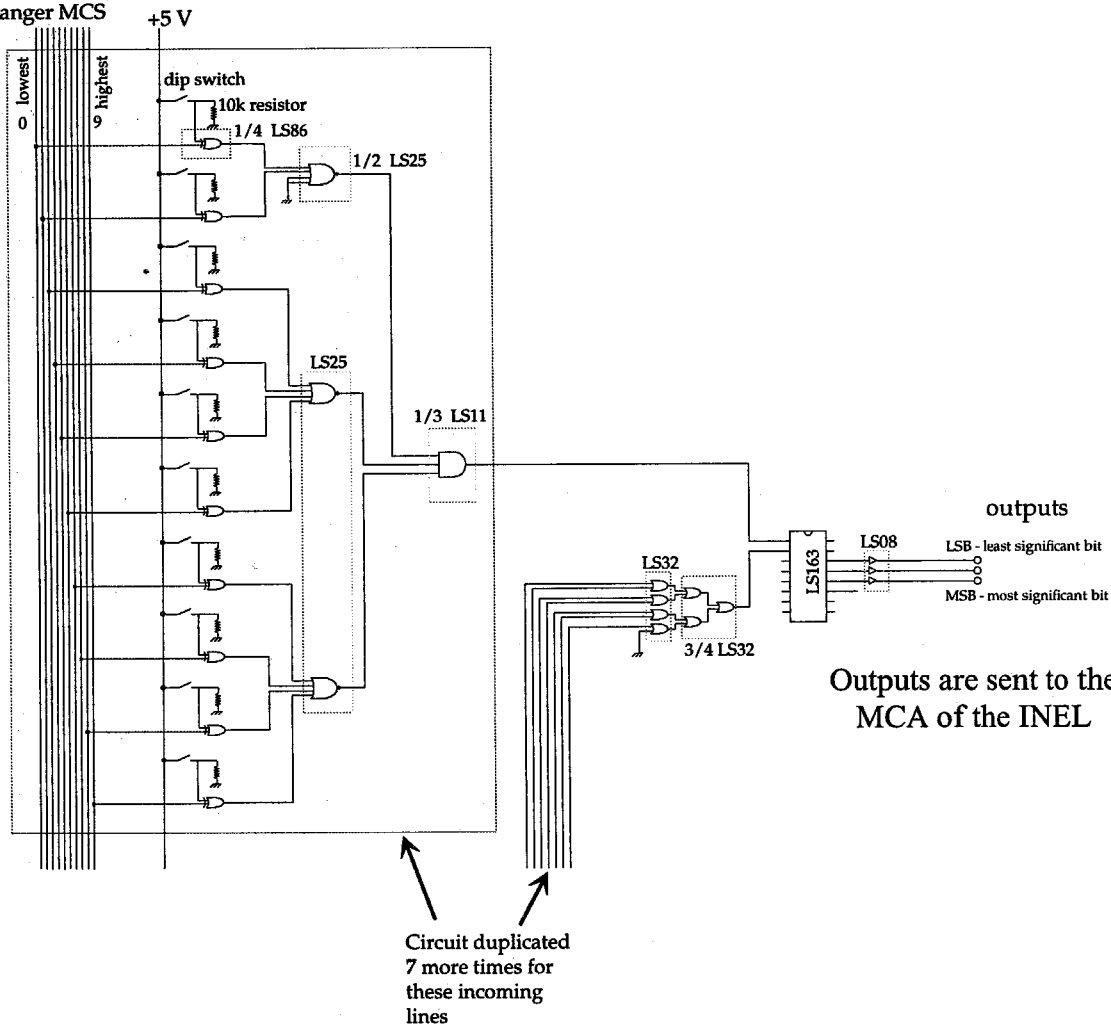 anger MCS
+5 V
lowest
0
highest
9
dip switch
10k resistor
1/4 LS86
1/2 LS25
LS25
1/3 LS11
LS32
3/4 LS32
LS163
LS08
outputs
LSB - least significant bit
MSB - most significant bit
Outputs are sent to the
MCA of the INEL
Circuit duplicated
7 more times for
these incoming
lines